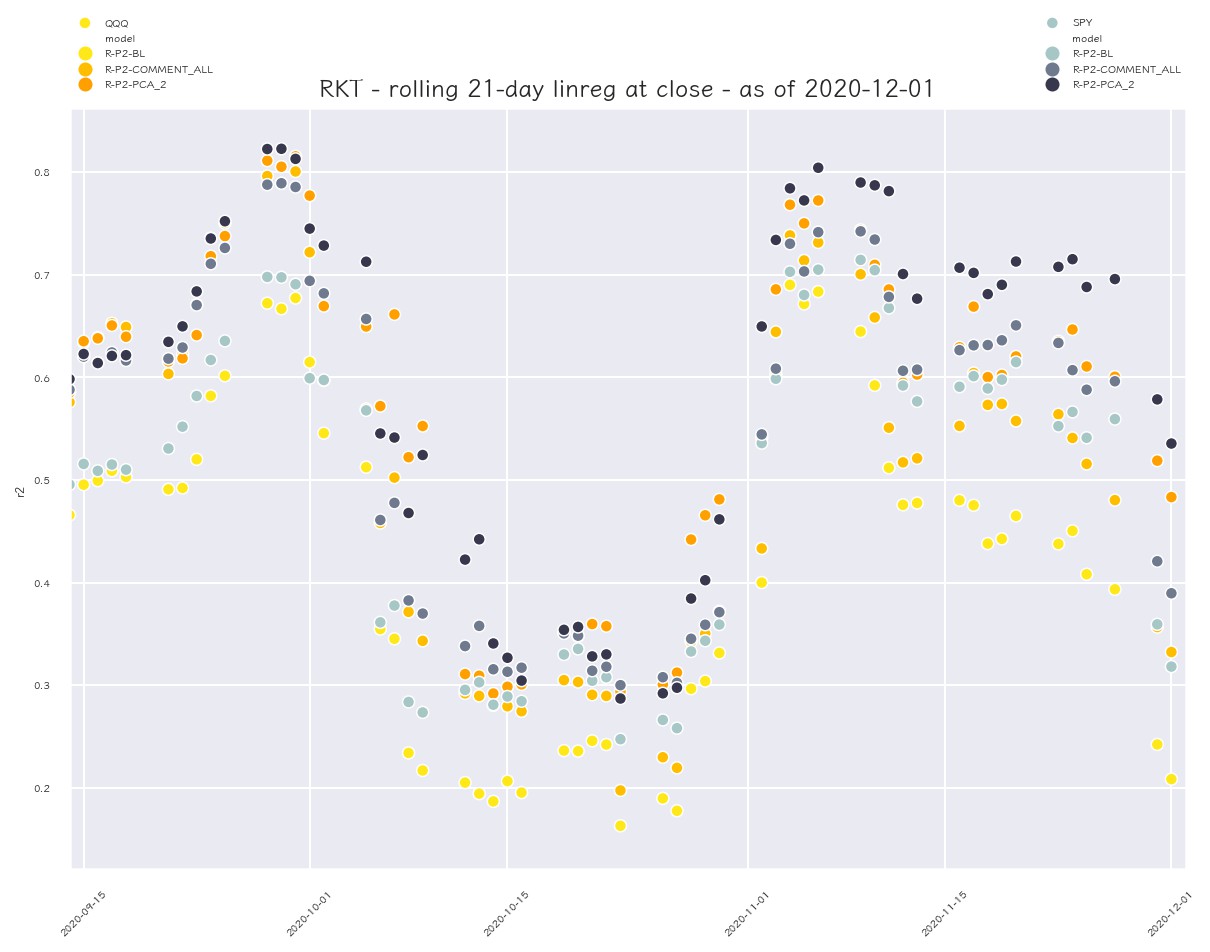 QQQ
model
R-P2-BL
R-P2-COMMENT_ALL
R-P2-PCA_2
SPY
model
R-P2-BL
R-P2-COMMENT_ALL
R-P2-PCA_2
RKT - rolling 21-day linreg at close - as of 2020-12-01
0.8
0.7
0.6
0.5
0.4
0.3
0.2
r2
2020-09-15
2020-10-01
2020-10-15
2020-11-01
2020-11-15
2020-12-01